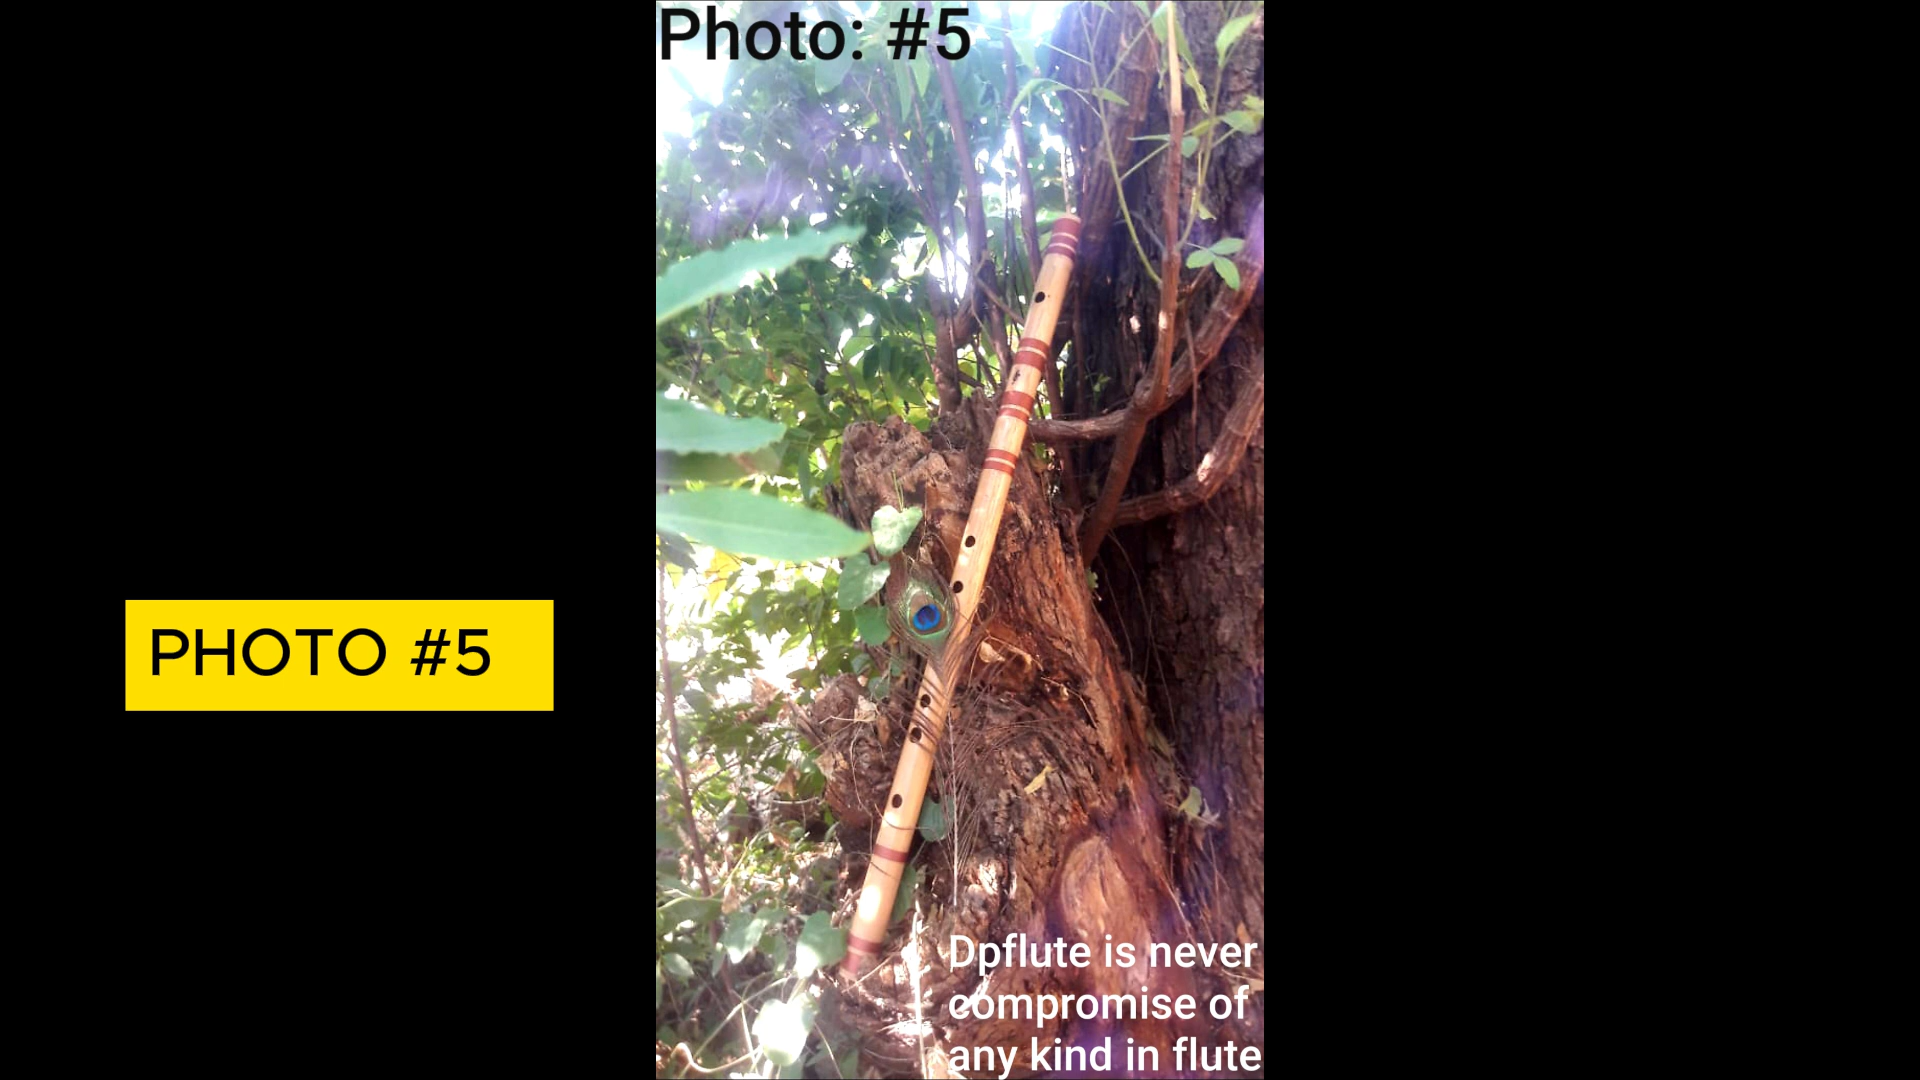 Photo: #5
PHOTO #5
Dpflute is never
compromise of
any kind in flute